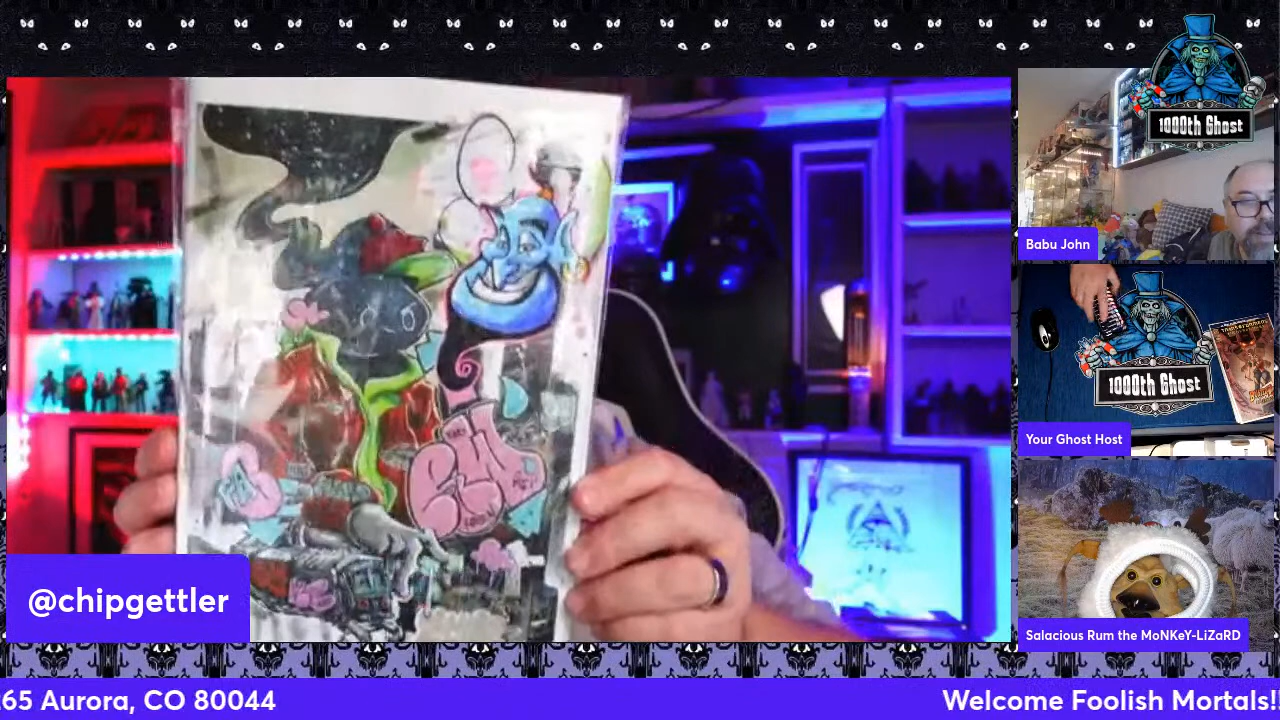 1000th Ghost
Babu John
1000th Ghost
Your Ghost Host
@chipgettler
Salacious Rum the MoNKeY-LiZaRD
265 Aurora, CO 80044
Welcome Foolish Mortals!!